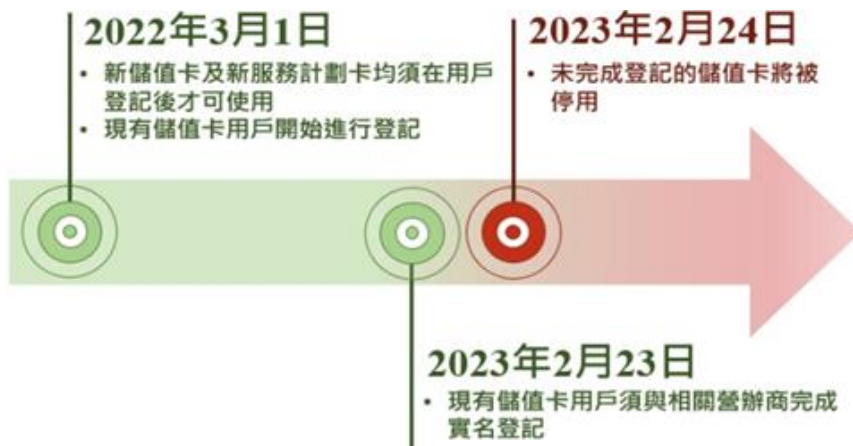 2022年3月1日
• 新儲值卡及新服務計劃卡均須在用戶
登記後才可使用
• 現有儲值卡用戶開始進行登記
2023年2月24日
• 未完成登記的儲值卡將被
停用
2023年2月23日
• 現有儲值卡用戶須與相關營辦商完成
實名登記